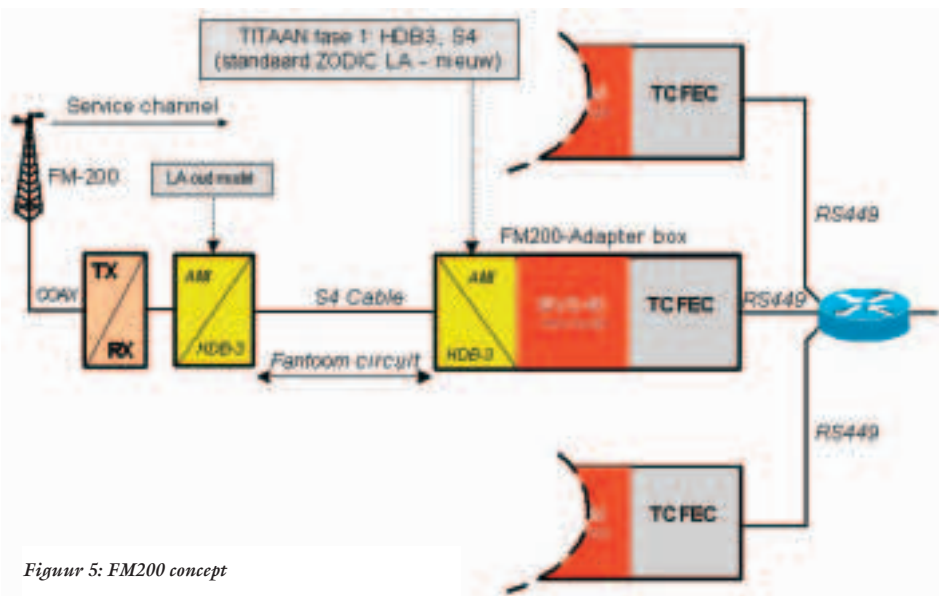 TITAAN fase 1: HDB3, S4
(standaard ZODIC LA - nieuw)
Service channel
FM-200
LA oud model
TC FEC
RS449
FM200-Adapter box
COAX
TX
RX
AMI
HDB-3
S4 Cable
Fantoom circuit
AMI
HDB-3
TC FEC
RS449
RS449
TC FEC
Figuur 5: FM200 concept